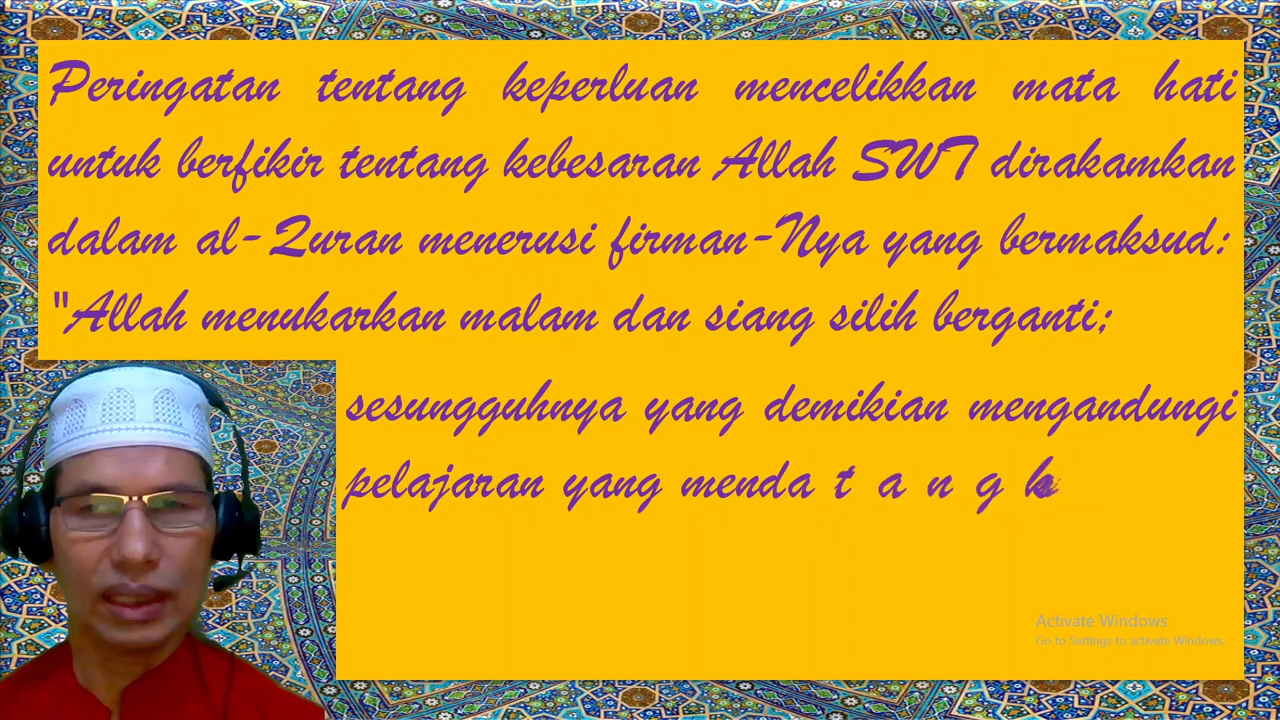 Peringatan tentang keperluan mencelikkan mata hati
untuk berfikir tentang kebesaran Allah SWT dirakamkan
dalam al-Quran menerusi firman-Nya yang bermaksud:
"Allah menukarkan malam dan siang silih berganti;
sesungguhnya yang demikian mengandungi
pelajaran yang menda t a n g k
Activate Windows
Go to Settings to activate Windows.